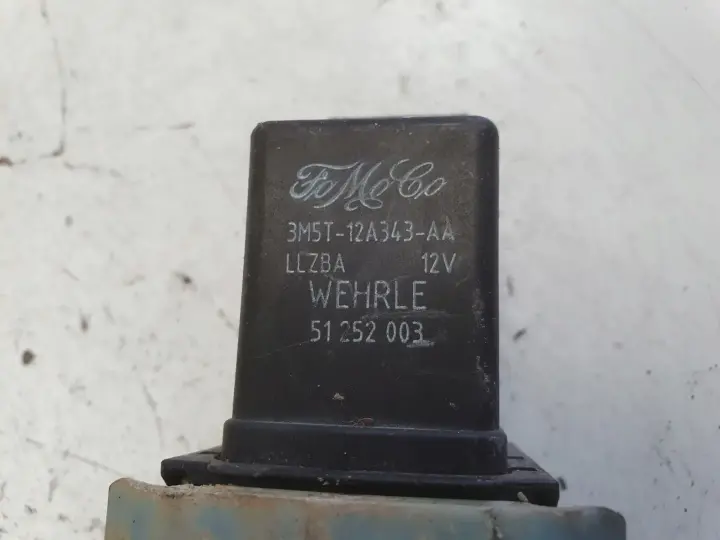 FoMoCo
3M5T-12A343-AA
LLZBA 12V
WEHRLE
51 252 003